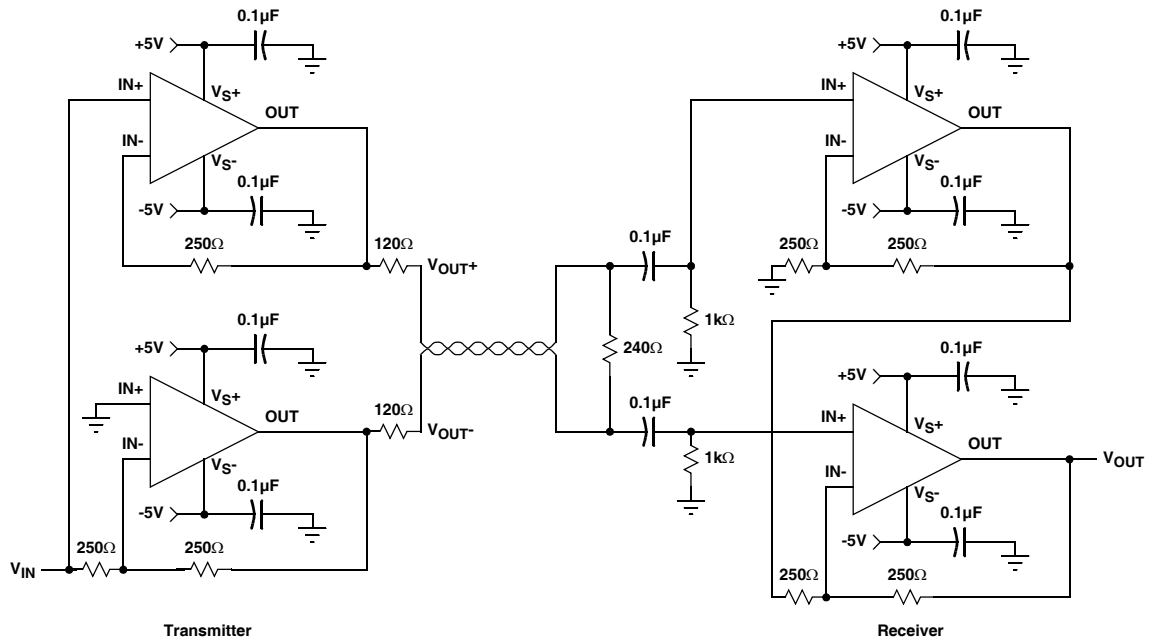 0.1µF
+5V
IN+
VS+
OUT
IN-
VS-
0.1µF
-5V
250Ω
120Ω
VOUT+
0.1µF
+5V
IN+
VS+
OUT
120Ω
VOUT-
IN-
VS-
0.1µF
-5V
250Ω
250Ω
VIN
Transmitter
0.1µF
1kΩ
240Ω
0.1µF
1kΩ
0.1µF
+5V
IN+
VS+
OUT
IN-
VS-
0.1µF
-5V
250Ω
250Ω
0.1µF
+5V
IN+
VS+
OUT
VOUT
IN-
VS-
0.1µF
-5V
250Ω
250Ω
Receiver